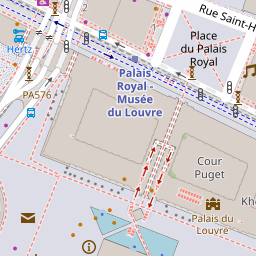 2
Rue Saint-H
Hertz
Place
du Palais
Royal
Palais
Royal -
Musée
du Louvre
PA576
Cour
Puget
Kh
Palais du
Louvre